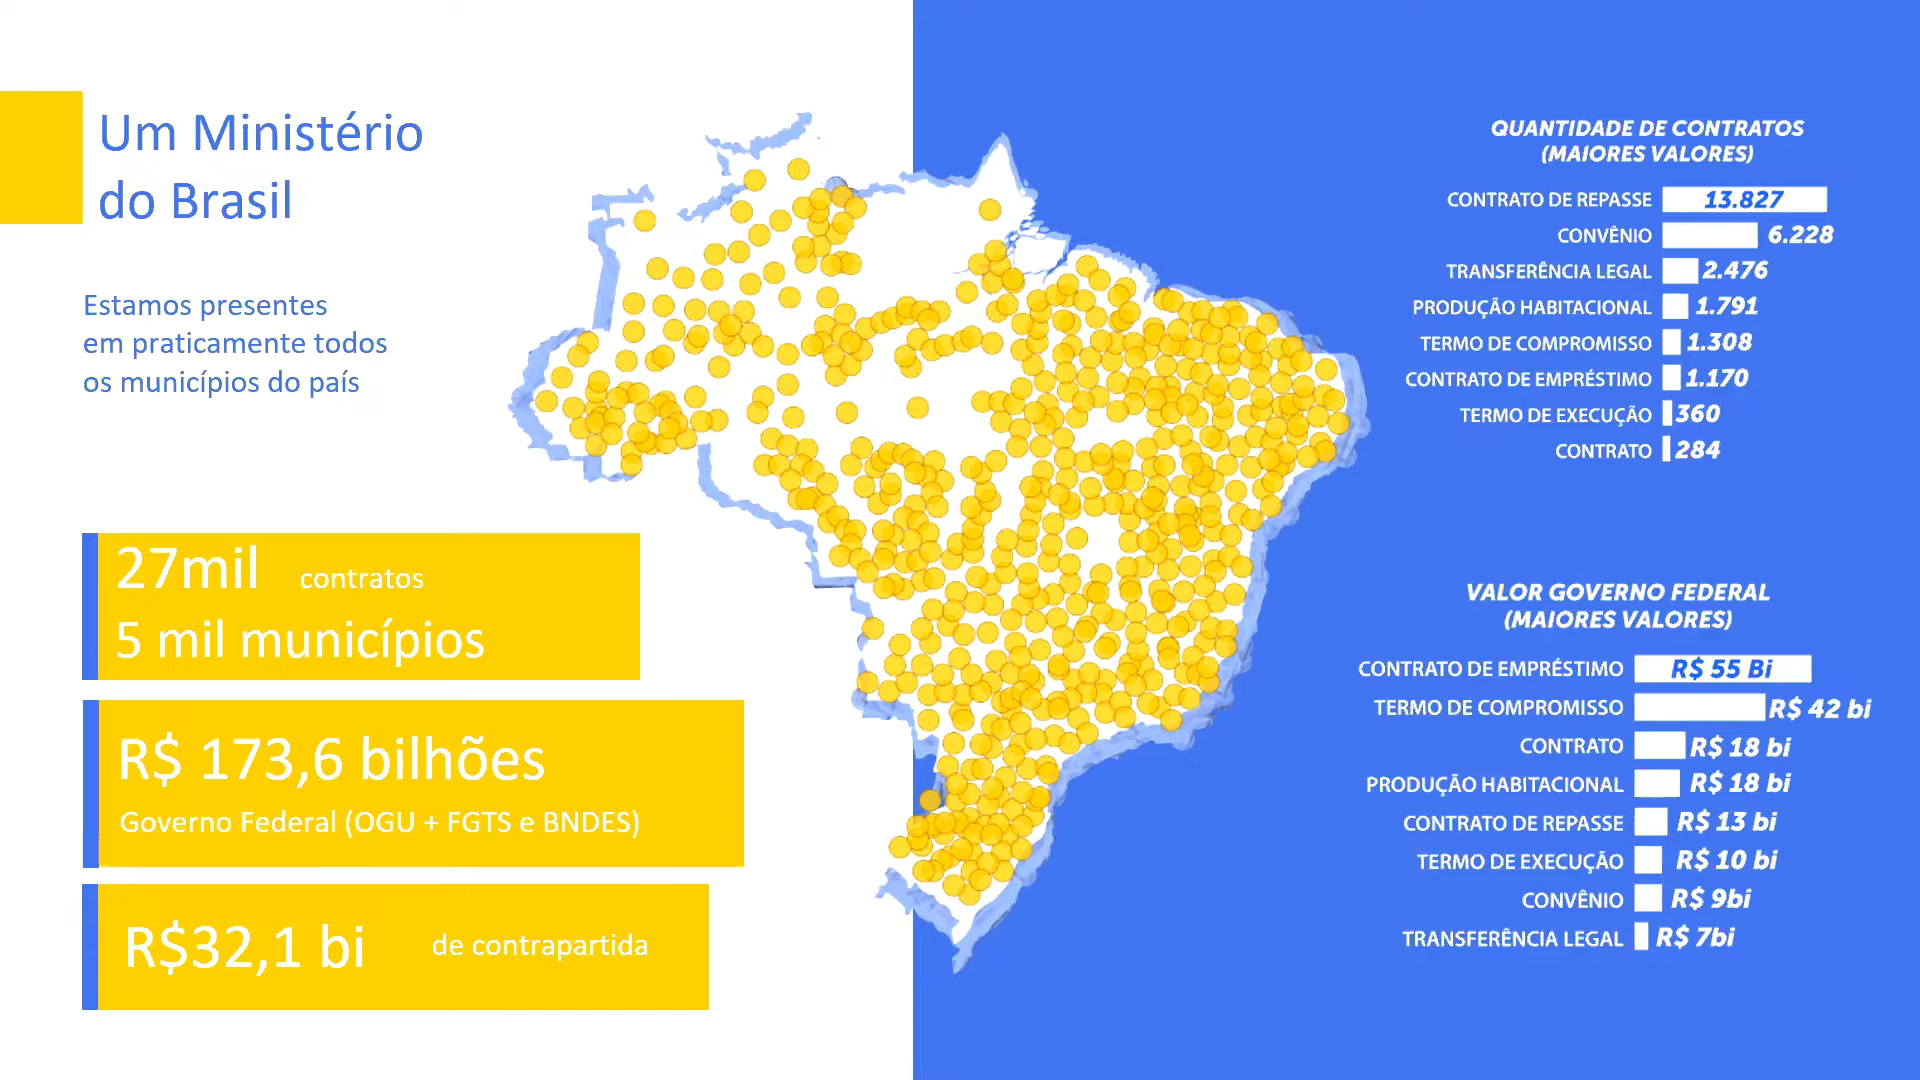 Um Ministério
do Brasil
Estamos presentes
em praticamente todos
os municípios do país
27mil contratos
5 mil municípios
R$ 173,6 bilhões
Governo Federal (OGU + FGTS e BNDES)
R$32,1 bi de contrapartida
QUANTIDADE DE CONTRATOS
(MAIORES VALORES)
CONTRATO DE REPASSE 13.827
CONVÊNIO 6.228
TRANSFERÊNCIA LEGAL 2.476
PRODUÇÃO HABITACIONAL 1.791
TERMO DE COMPROMISSO 1.308
CONTRATO DE EMPRÉSTIMO 1.170
TERMO DE EXECUÇÃO 360
CONTRATO 284
VALOR GOVERNO FEDERAL
(MAIORES VALORES)
CONTRATO DE EMPRÉSTIMO R$ 55 Bi
TERMO DE COMPROMISSO R$ 42 bi
CONTRATO R$ 18 bi
PRODUÇÃO HABITACIONAL R$ 18 bi
CONTRATO DE REPASSE R$ 13 bi
TERMO DE EXECUÇÃO R$ 10 bi
CONVÊNIO R$ 9bi
TRANSFERÊNCIA LEGAL R$ 7bi